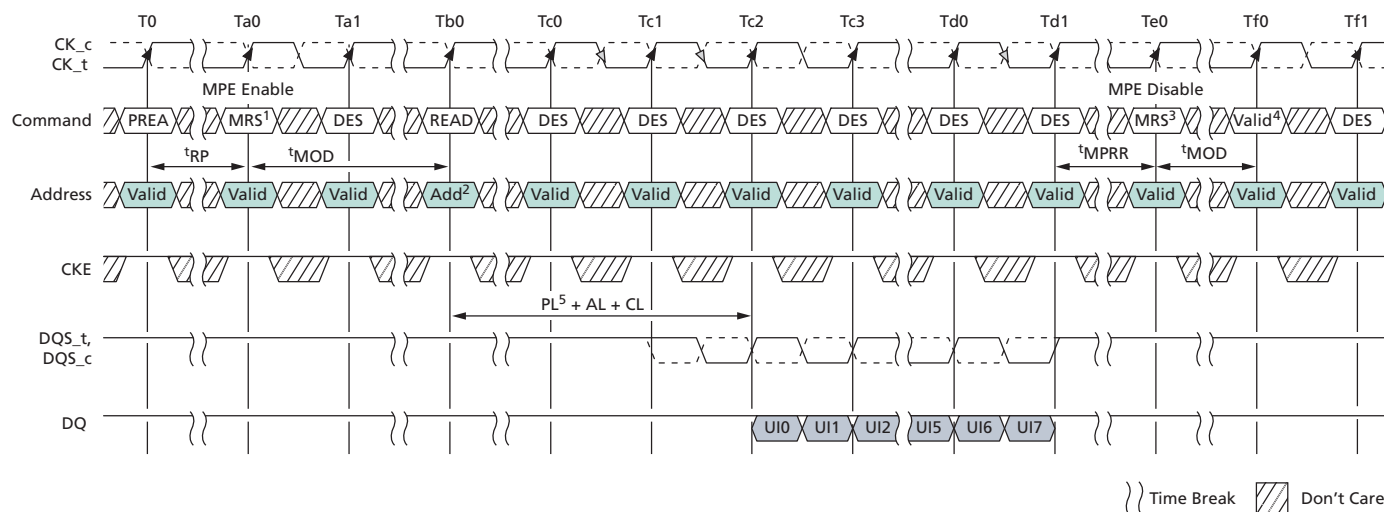 T0 Ta0 Ta1 Tb0 Tc0 Tc1 Tc2 Tc3 Td0 Td1 Te0 Tf0 Tf1
CK_c
CK_t
MPE Enable MPE Disable
Command PREA MRS1 DES READ DES DES DES DES DES DES MRS3 Valid4 DES
tRP tMOD tMPRR tMOD
Address Valid Valid Valid Add2 Valid Valid Valid Valid Valid Valid Valid Valid Valid
CKE
PL5 + AL + CL
DQS_t,
DQS_c
DQ UI0 UI1 UI2 UI5 UI6 UI7
Time Break Don't Care